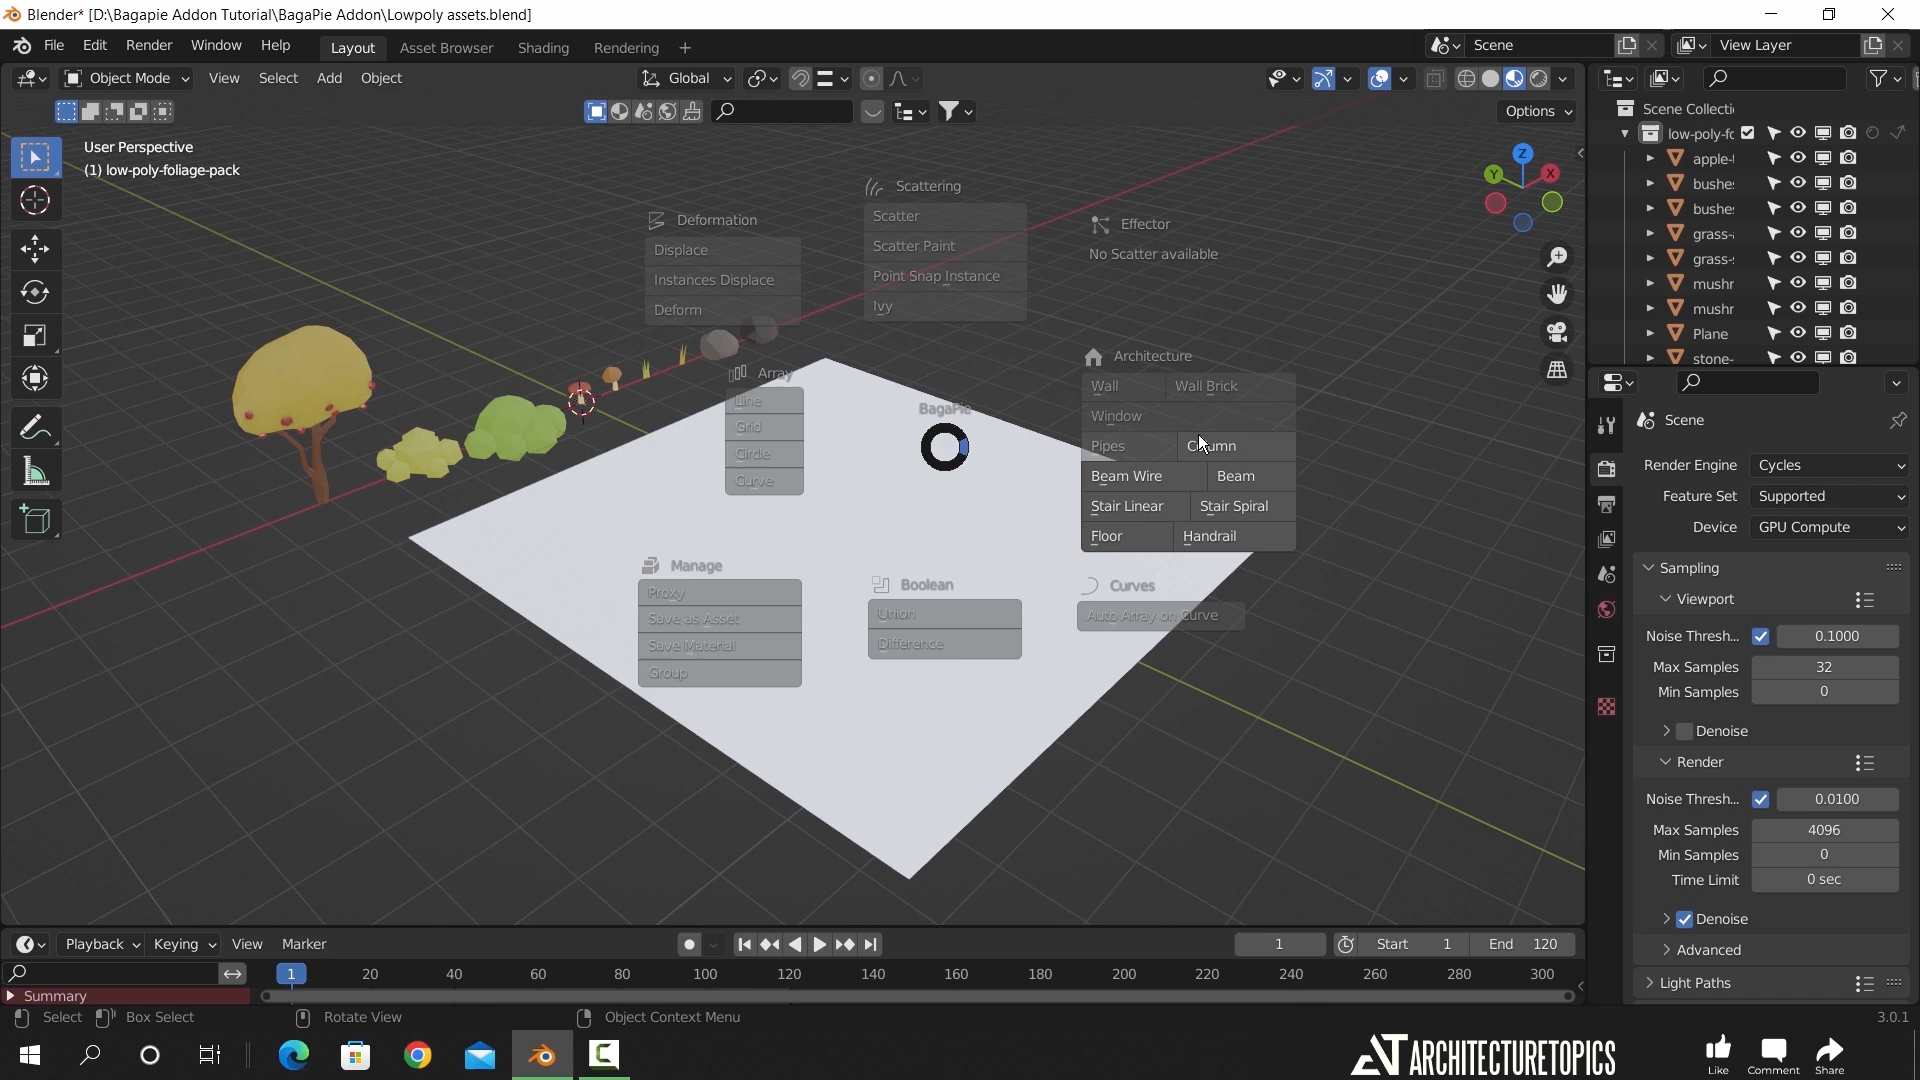 Blender* [D:\Bagapie Addon Tutorial\BagaPie Addon\Lowpoly assets.blend]
File Edit Render Window Help Layout Asset Browser Shading Rendering + Scene View Layer
Object Mode View Select Add Object Global
Options
User Perspective
(1) low-poly-foliage-pack
Z
Y
X
Scattering
Scatter
Scatter Paint
Point Snap Instance
Ivy
Deformation
Displace
Instances Displace
Deform
Effector
No Scatter available
Array
Line
Grid
Circle
Curve
BagaPie
Architecture
Wall Wall Brick
Window
Pipes Column
Beam Wire Beam
Stair Linear Stair Spiral
Floor Handrail
Manage
Proxy
Save as Asset
Save Material
Group
Boolean
Union
Difference
Curves
Auto Array on Curve
Scene Collecti
low-poly-fo
apple-
bushe
bushe
grass-
grass-
mushr
mushr
Plane
stone-
Scene
Render Engine Cycles
Feature Set Supported
Device GPU Compute
Sampling
Viewport
Noise Thresh... 0.1000
Max Samples 32
Min Samples 0
Denoise
Render
Noise Thresh... 0.0100
Max Samples 4096
Min Samples 0
Time Limit 0 sec
Denoise
Advanced
Light Paths
Playback Keying View Marker 1 Start 1 End 120
1 20 40 60 80 100 120 140 160 180 200 220 240 260 280 300
Summary
Select Box Select Rotate View Object Context Menu 3.0.1
ARCHITECTURETOPICS
Like Comment Share